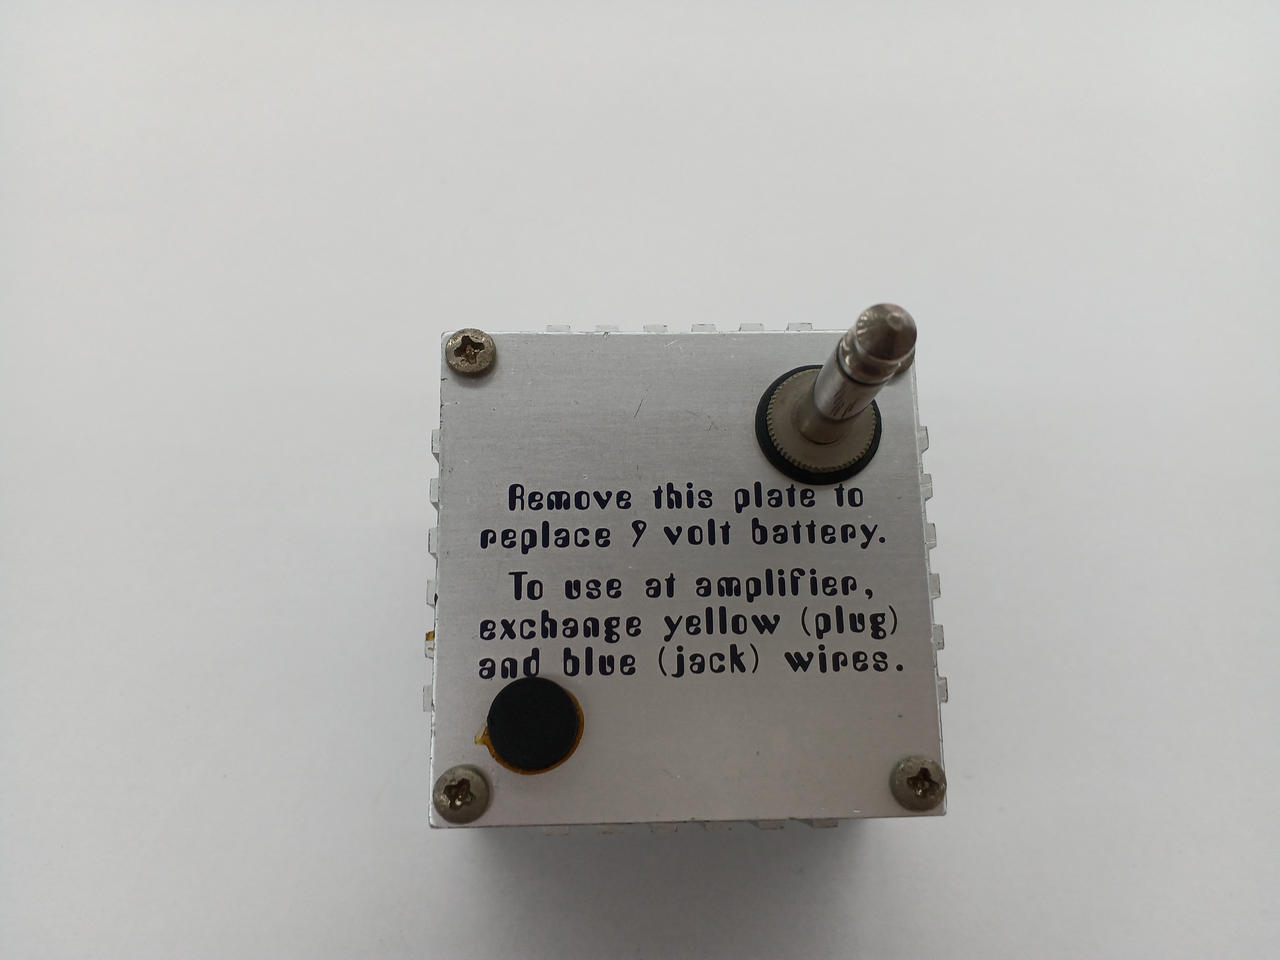 Remove this plate to
replace 9 volt battery.
To use at amplifier,
exchange yellow (plug)
and blue (jack) wires.